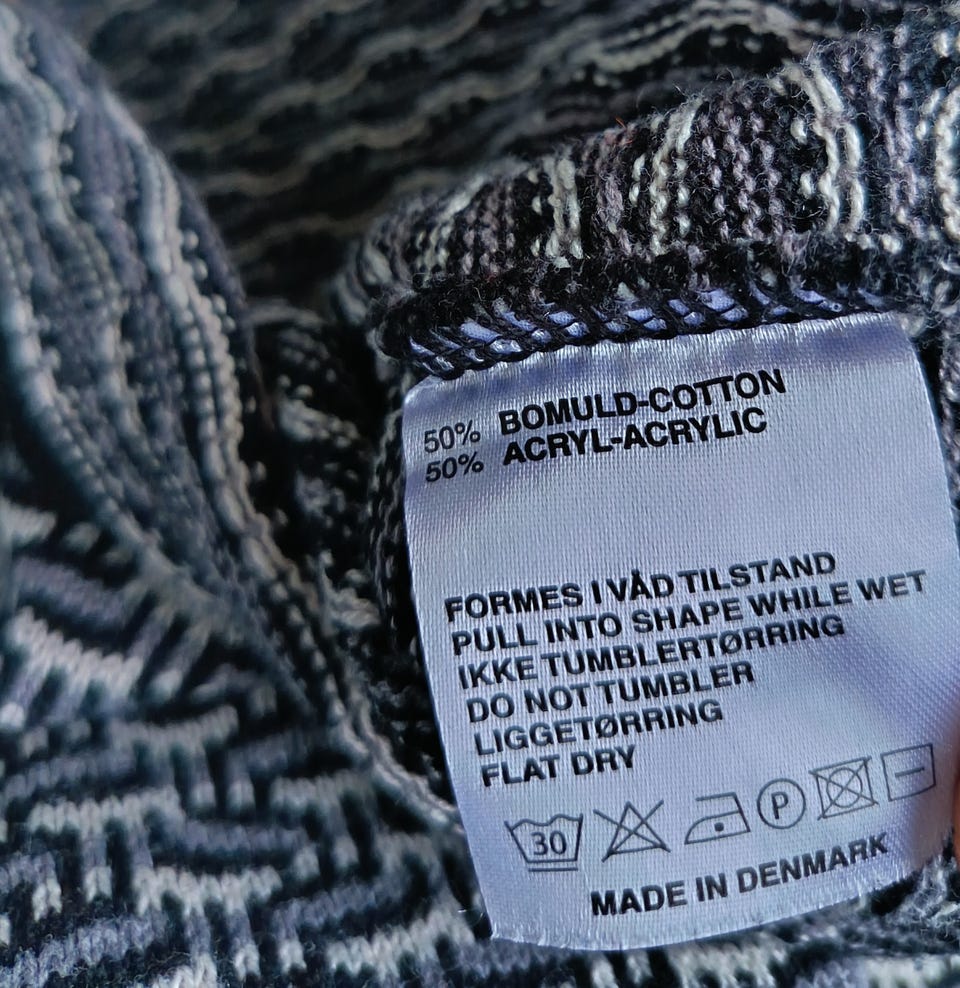 50% BOMULD-COTTON
50% ACRYL-ACRYLIC
FORMES I VÅD TILSTAND
PULL INTO SHAPE WHILE WET
IKKE TUMBLERTØRRING
DO NOT TUMBLER
LIGGETØRRING
FLAT DRY
30 P
MADE IN DENMARK